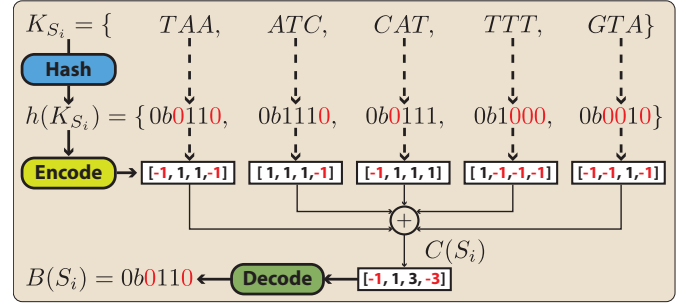 K_{S_i} = { TAA, ATC, CAT, TTT, GTA}
Hash
h(K_{S_i}) = {0b0110, 0b1110, 0b0111, 0b1000, 0b0010}
Encode [-1, 1, 1,-1] [ 1, 1, 1,-1] [-1, 1, 1, 1] [ 1,-1,-1,-1] [-1,-1, 1,-1]
+
C(S_i)
B(S_i) = 0b0110 Decode [-1, 1, 3, -3]